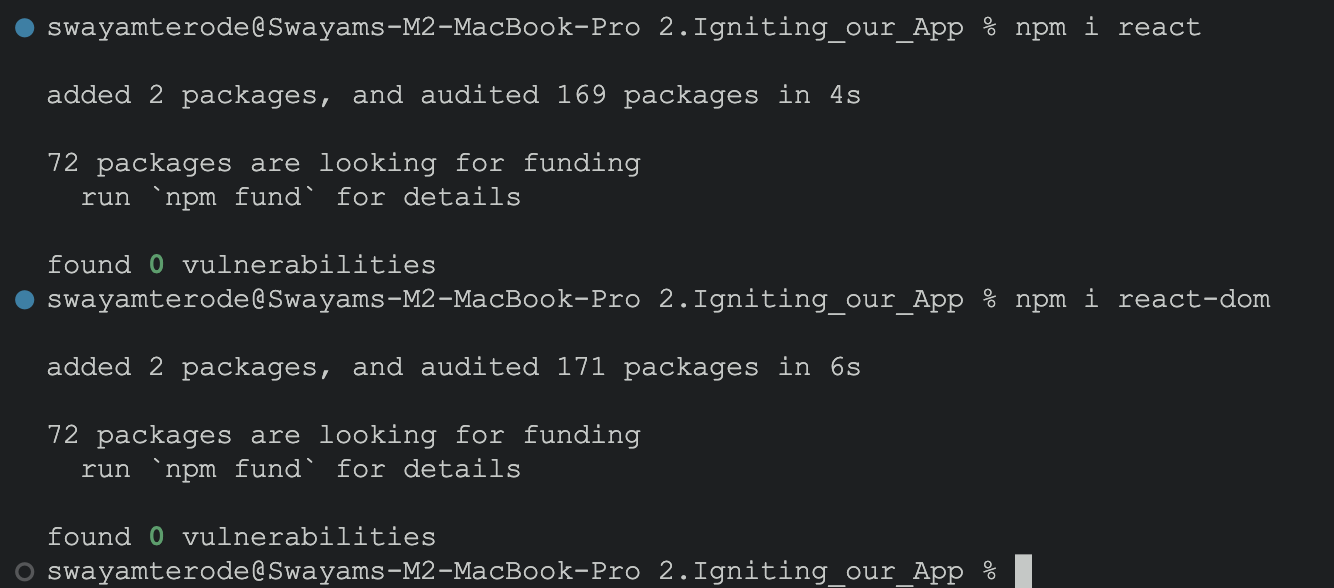 swayamterode@Swayams-M2-MacBook-Pro 2.Igniting_our_App % npm i react
added 2 packages, and audited 169 packages in 4s
72 packages are looking for funding
  run `npm fund` for details
found 0 vulnerabilities
swayamterode@Swayams-M2-MacBook-Pro 2.Igniting_our_App % npm i react-dom
added 2 packages, and audited 171 packages in 6s
72 packages are looking for funding
  run `npm fund` for details
found 0 vulnerabilities
swayamterode@Swayams-M2-MacBook-Pro 2.Igniting_our_App %